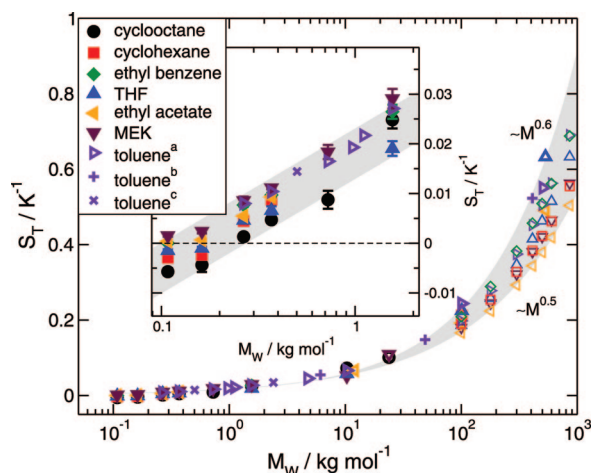 cyclooctane
cyclohexane
ethyl benzene
THF
ethyl acetate
MEK
toluene^a
toluene^b
toluene^c
S_T / K^-1
0.8
0.6
0.4
0.2
0
10^-1
10^0
10^1
10^2
10^3
M_W / kg mol^-1
~M^0.6
~M^0.5
0.03
0.02
0.01
0
-0.01
S_T / K^-1
0.1
1
M_W / kg mol^-1